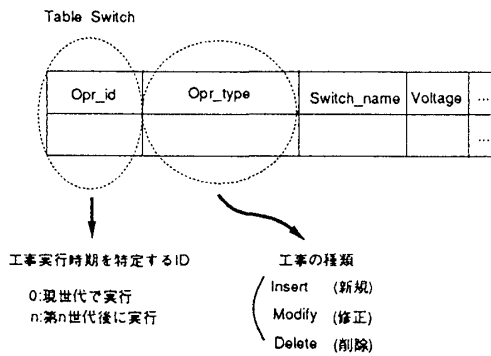 Table Switch
Opr_id Opr_type Switch_name Voltage ...
...
工事実行時期を特定するID
0:現世代で実行
n:第n世代後に実行
工事の種類
Insert (新規)
Modify (修正)
Delete (削除)